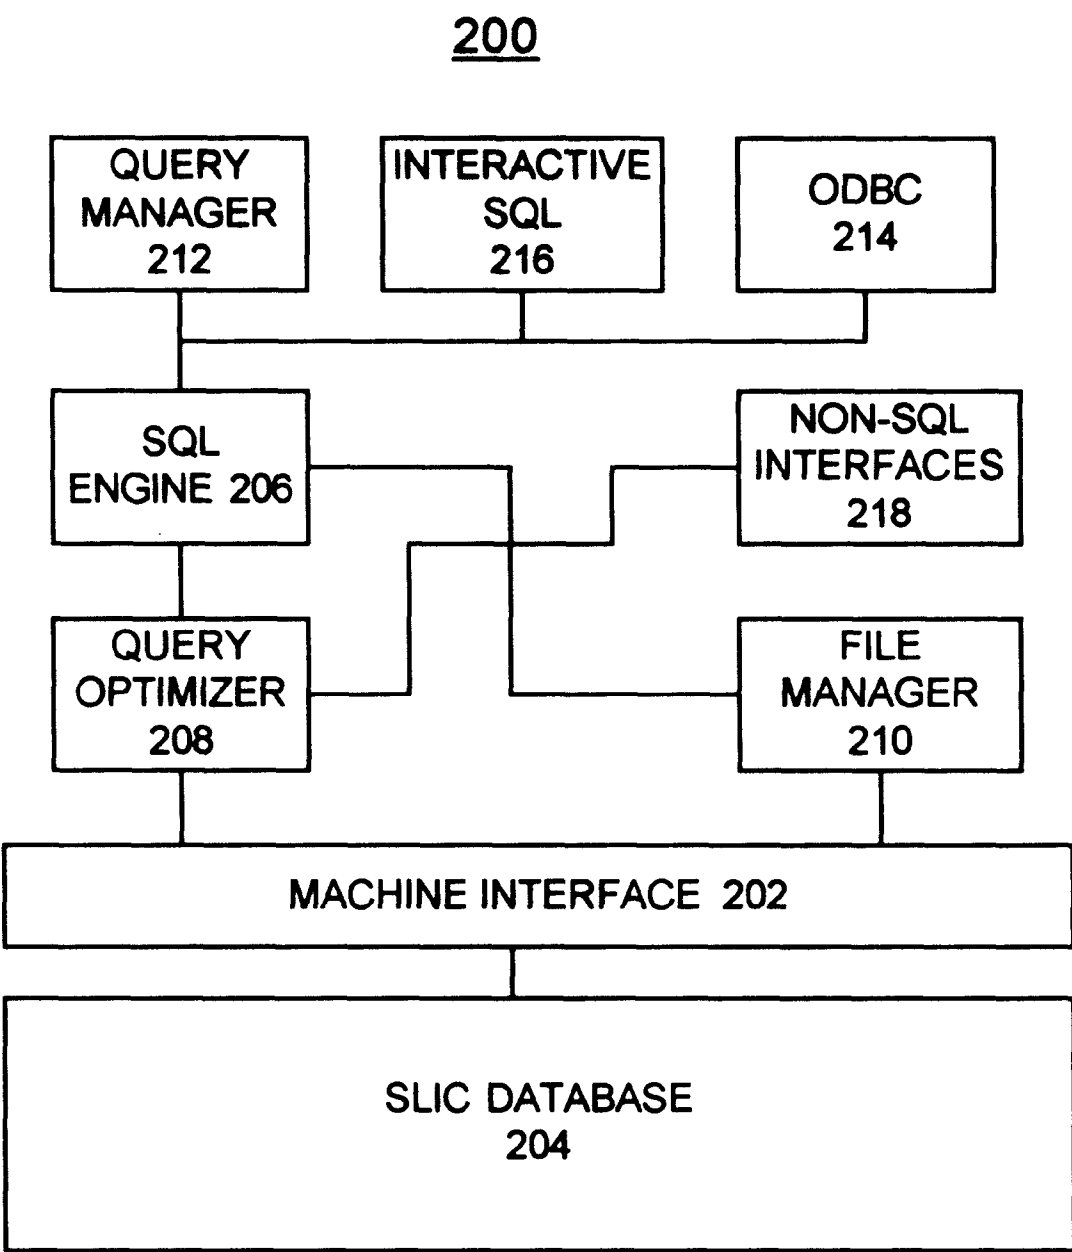 200
QUERY
MANAGER
212
INTERACTIVE
SQL
216
ODBC
214
SQL
ENGINE 206
NON-SQL
INTERFACES
218
QUERY
OPTIMIZER
208
FILE
MANAGER
210
MACHINE INTERFACE 202
SLIC DATABASE
204